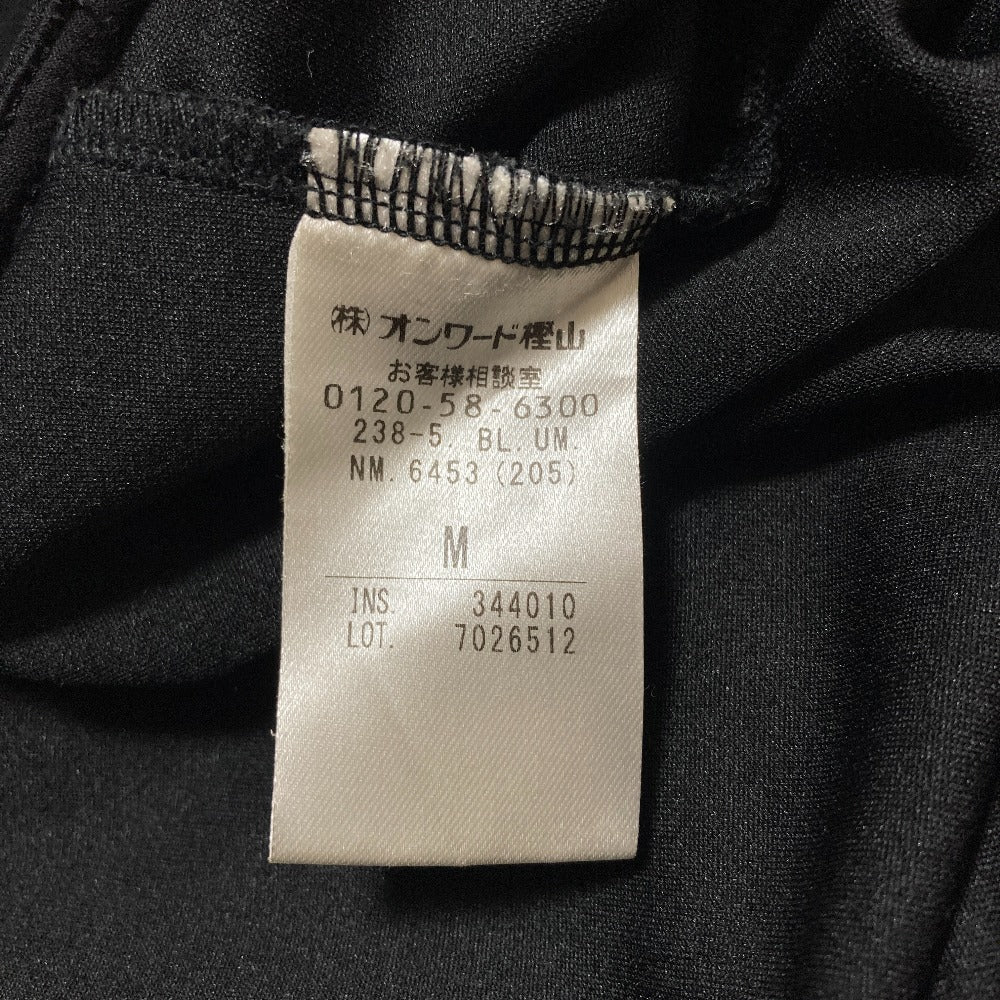 (株)オンワード樫山
お客様相談室
0120-58-6300
238-5. BL. UM.
NM. 6453 (205)
M
INS. 344010
LOT. 7026512